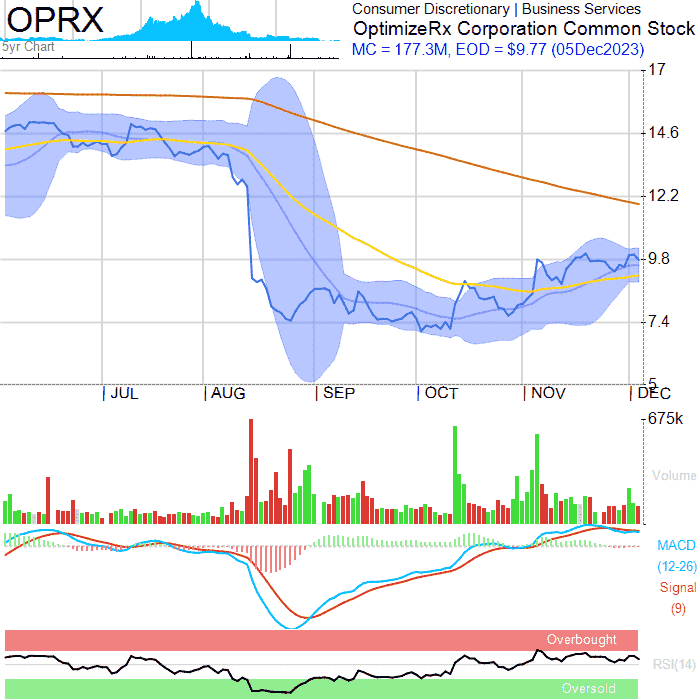 OPRX
5yr Chart
Consumer Discretionary | Business Services
OptimizeRx Corporation Common Stock
MC = 177.3M, EOD = $9.77 (05Dec2023)
17
14.6
12.2
9.8
7.4
5
JUL AUG SEP OCT NOV DEC
675k
Volume
MACD
(12-26)
Signal
(9)
Overbought
RSI(14)
Oversold